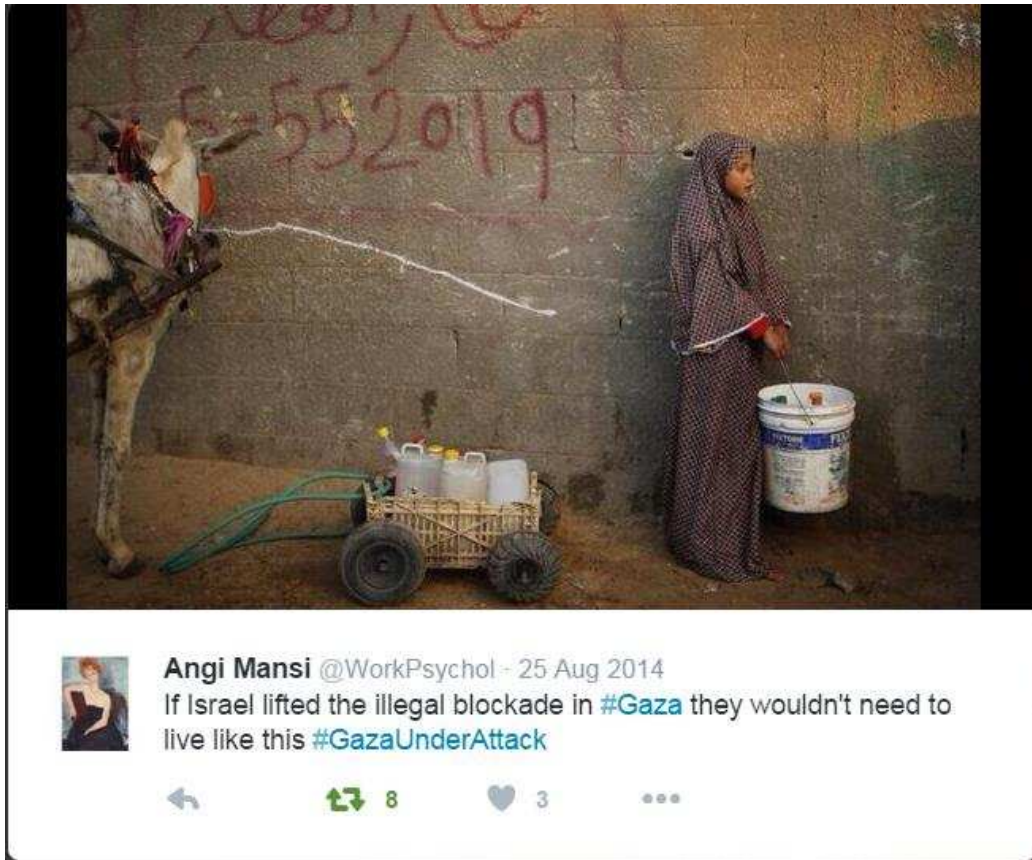 552019
Angi Mansi @WorkPsychol - 25 Aug 2014
If Israel lifted the illegal blockade in #Gaza they wouldn't need to
live like this #GazaUnderAttack
8
3